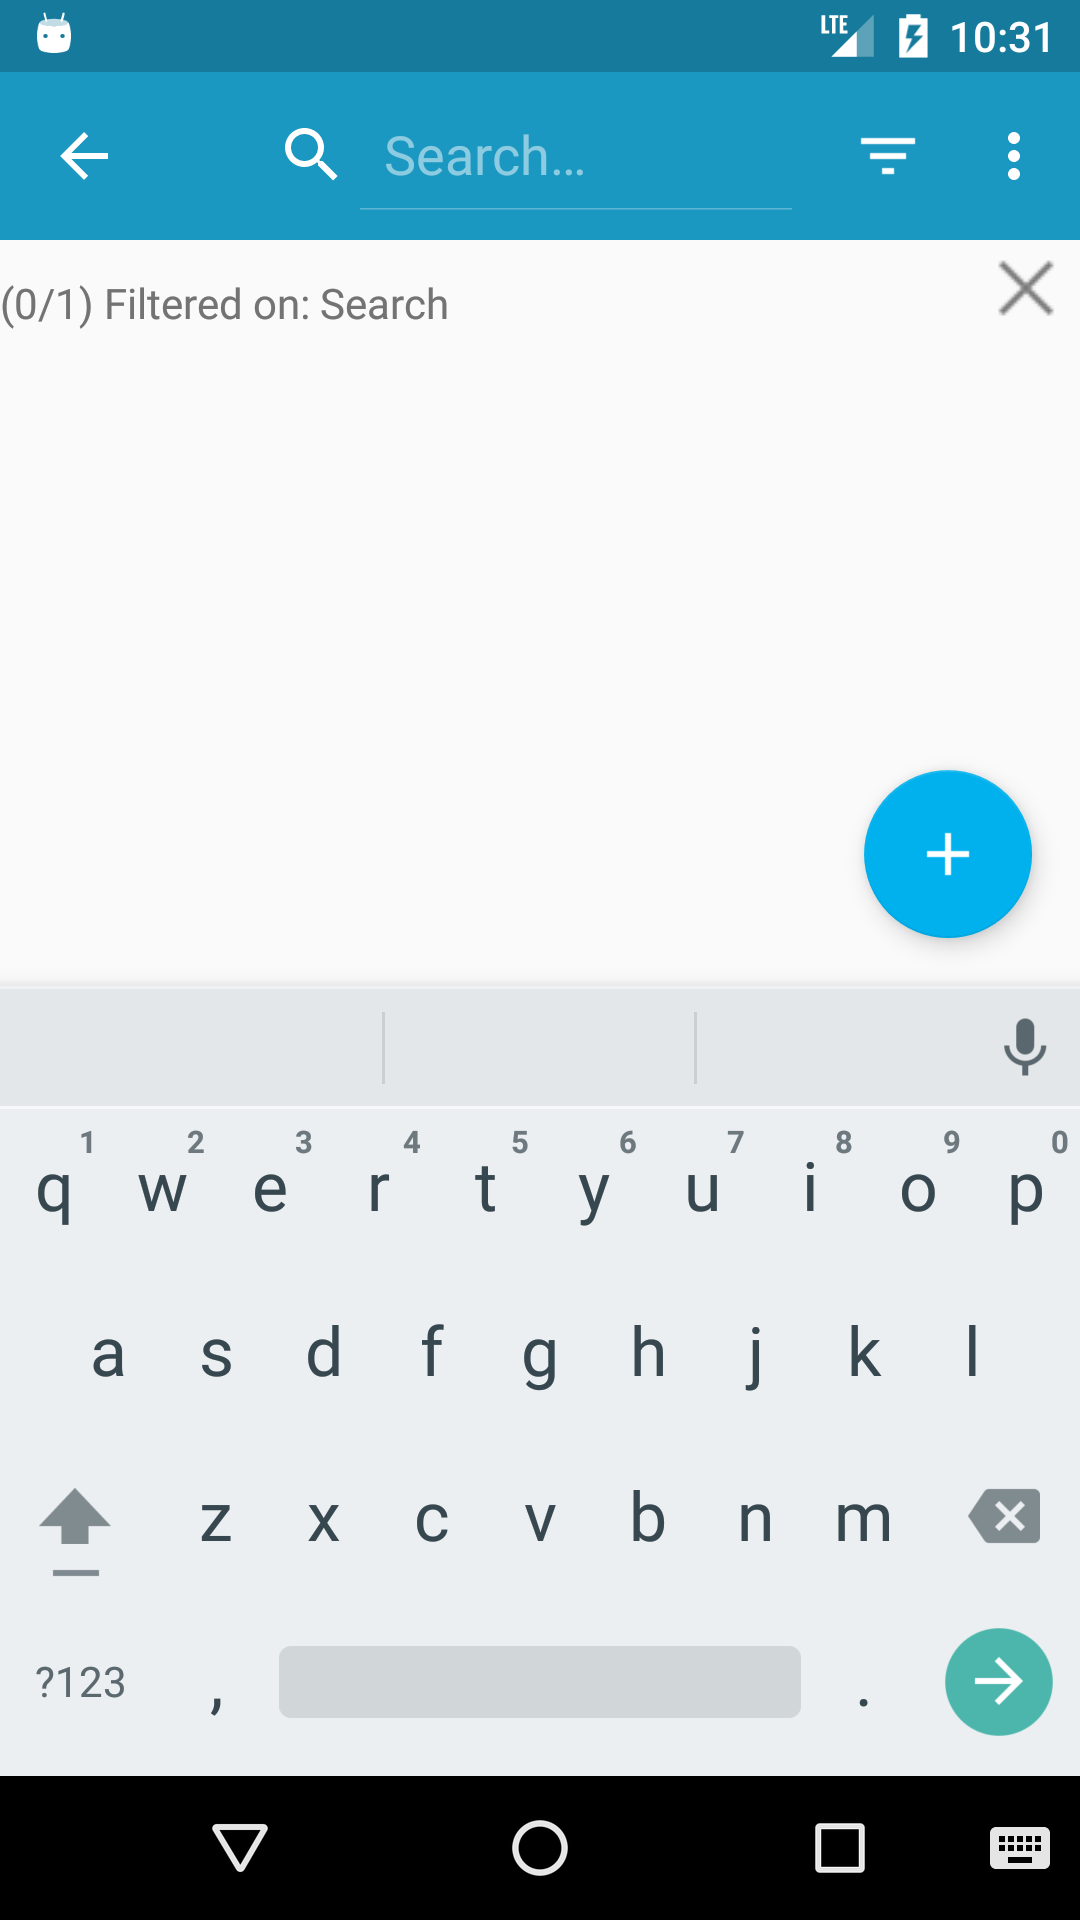 LTE 10:31
Search...
(0/1) Filtered on: Search
1 2 3 4 5 6 7 8 9 0
q w e r t y u i o p
a s d f g h j k l
z x c v b n m
?123 , .